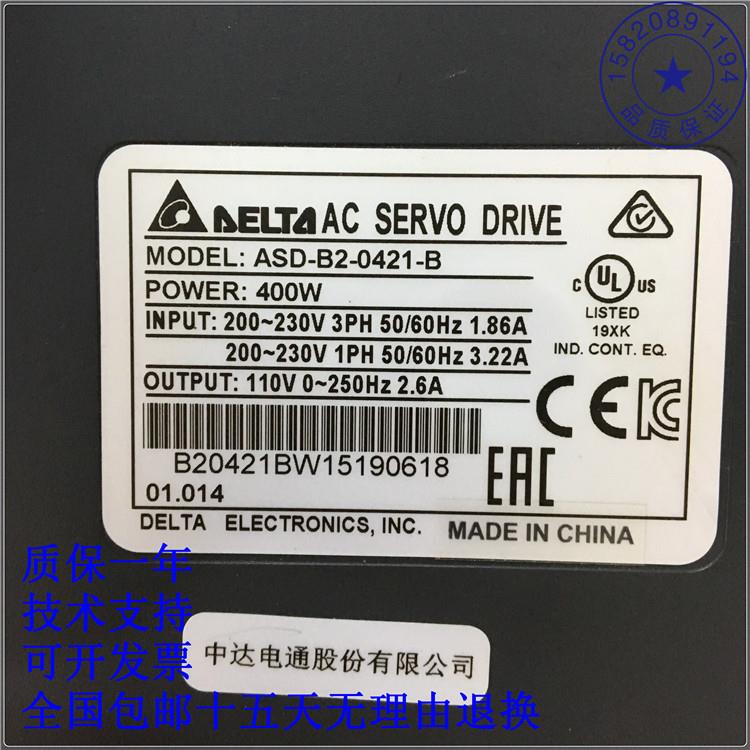 15820891194
品质保证
DELTA AC SERVO DRIVE
MODEL: ASD-B2-0421-B
POWER: 400W
INPUT: 200~230V 3PH 50/60Hz 1.86A
200~230V 1PH 50/60Hz 3.22A
OUTPUT: 110V 0~250Hz 2.6A
C UL US
LISTED
19XK
IND. CONT. EQ.
CE KC
B20421BW15190618
EAC
01.014
DELTA ELECTRONICS, INC. MADE IN CHINA
质保一年
技术支持
可开发票
全国包邮十五天无理由退换
中达电通股份有限公司